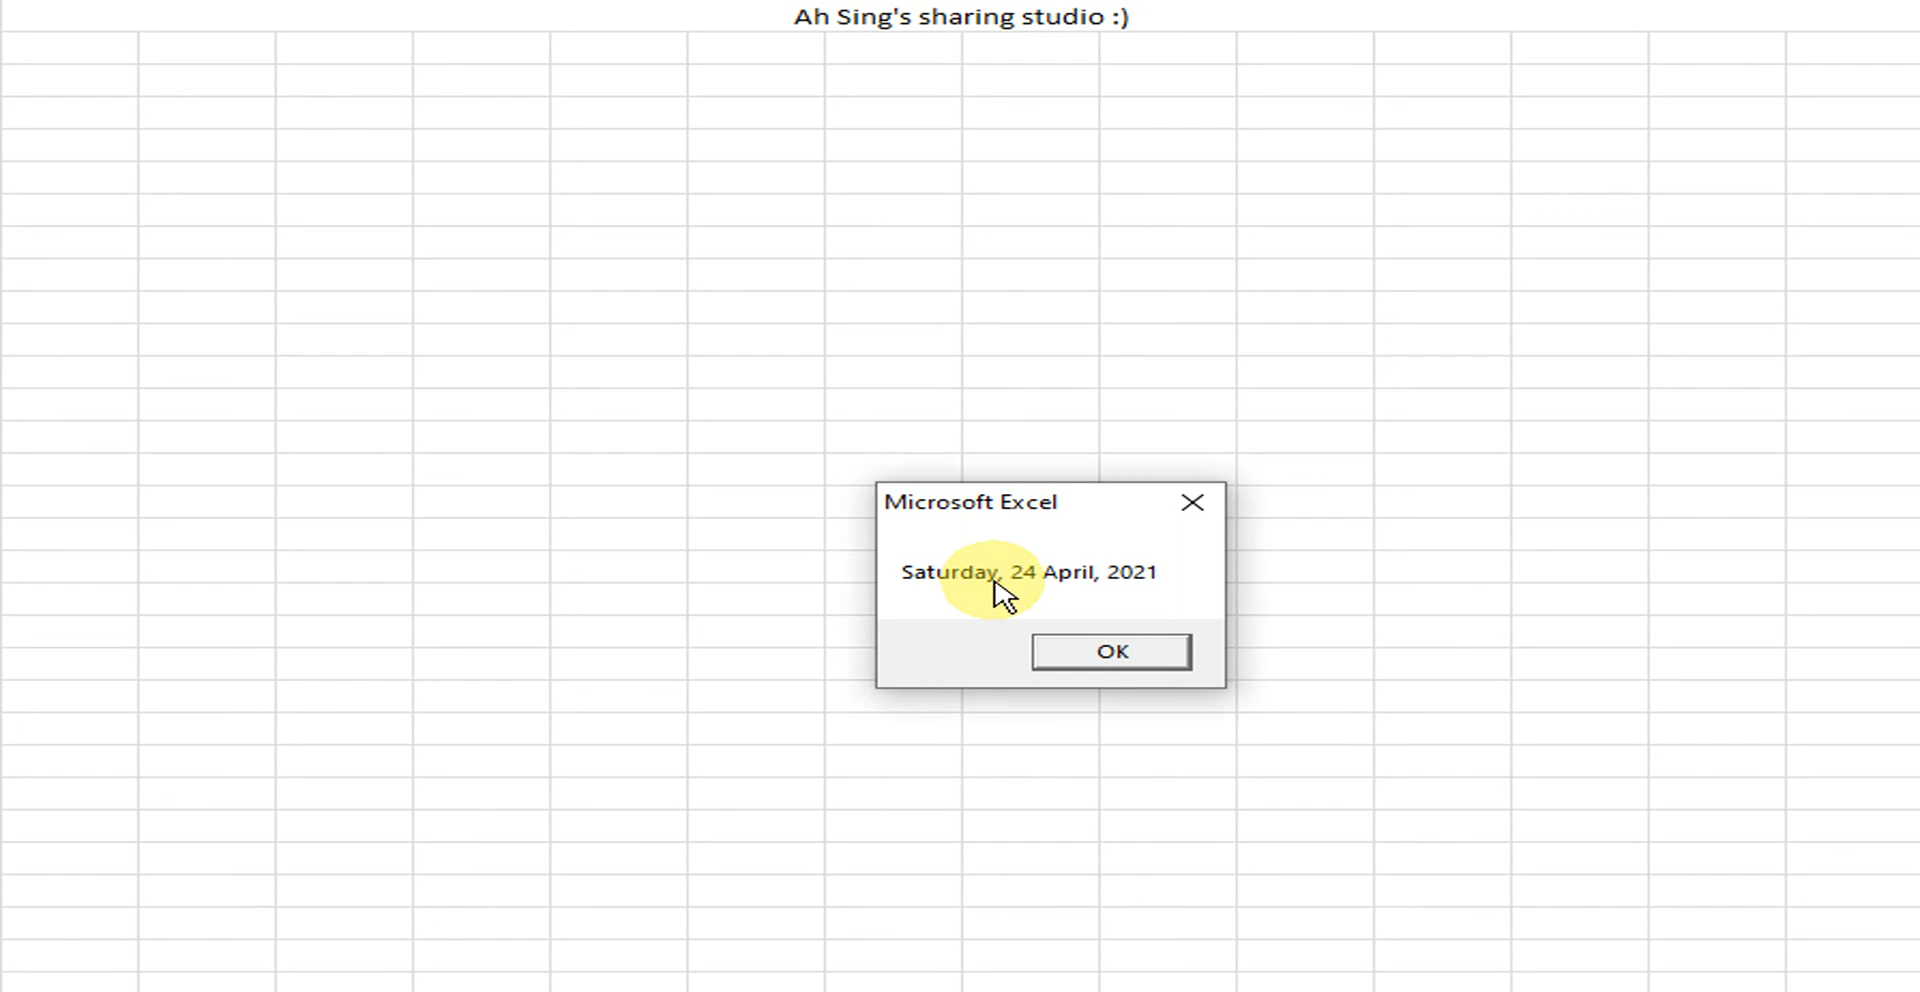 Ah Sing's sharing studio :)
Microsoft Excel
Saturday, 24 April, 2021
OK